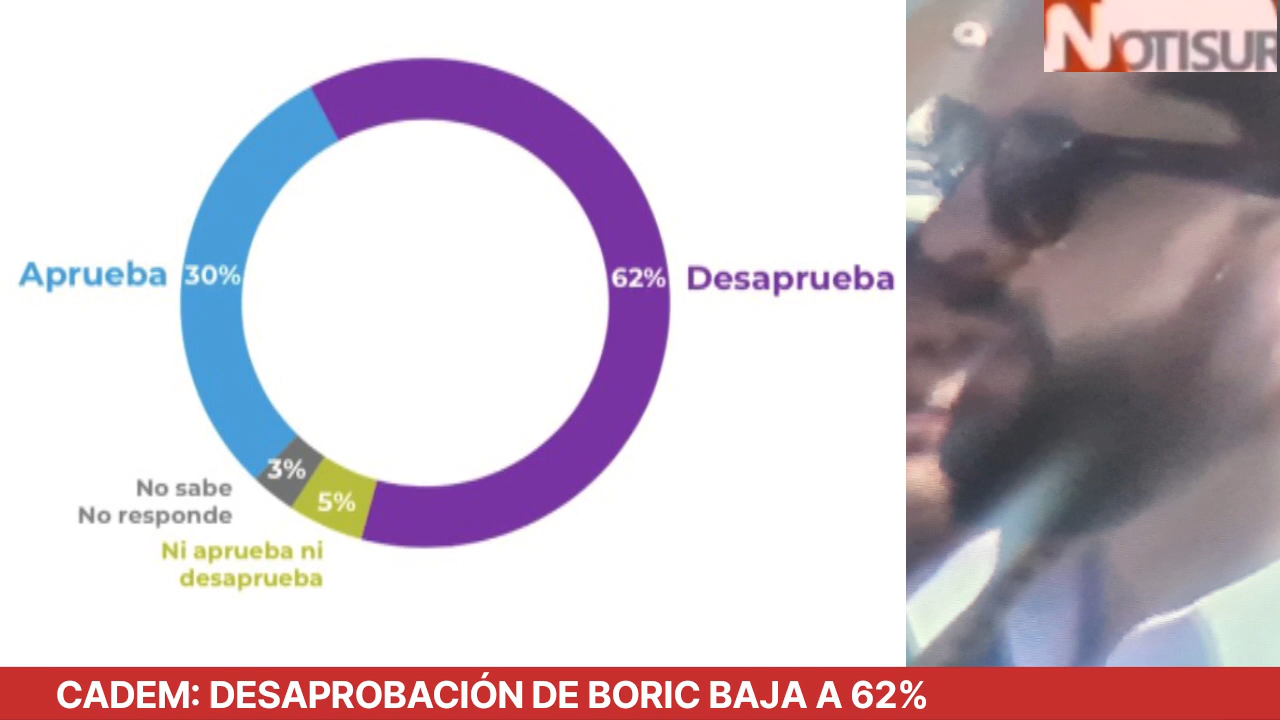 NOTISUR
Aprueba 30%
62% Desaprueba
3%
No sabe
No responde
5%
Ni aprueba ni
desaprueba
CADEM: DESAPROBACIÓN DE BORIC BAJA A 62%